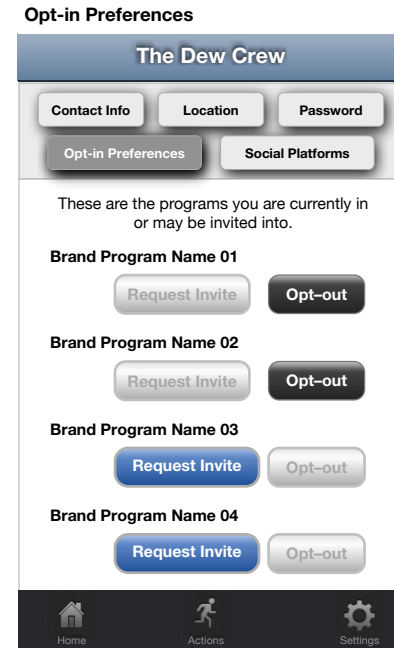 Opt-in Preferences
The Dew Crew
Contact Info Location Password
Opt-in Preferences Social Platforms
These are the programs you are currently in
or may be invited into.
Brand Program Name 01
Request Invite Opt–out
Brand Program Name 02
Request Invite Opt–out
Brand Program Name 03
Request Invite Opt–out
Brand Program Name 04
Request Invite Opt–out
Home Actions Settings